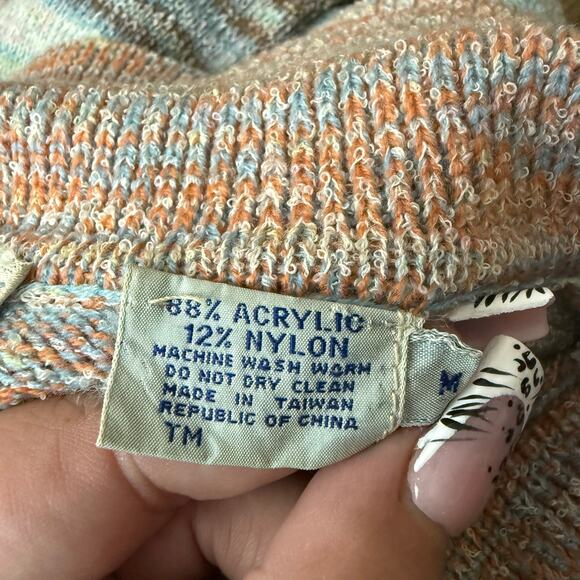 88% ACRYLIC
12% NYLON
MACHINE WASH WARM
DO NOT DRY CLEAN
MADE IN TAIWAN
REPUBLIC OF CHINA
TM
M